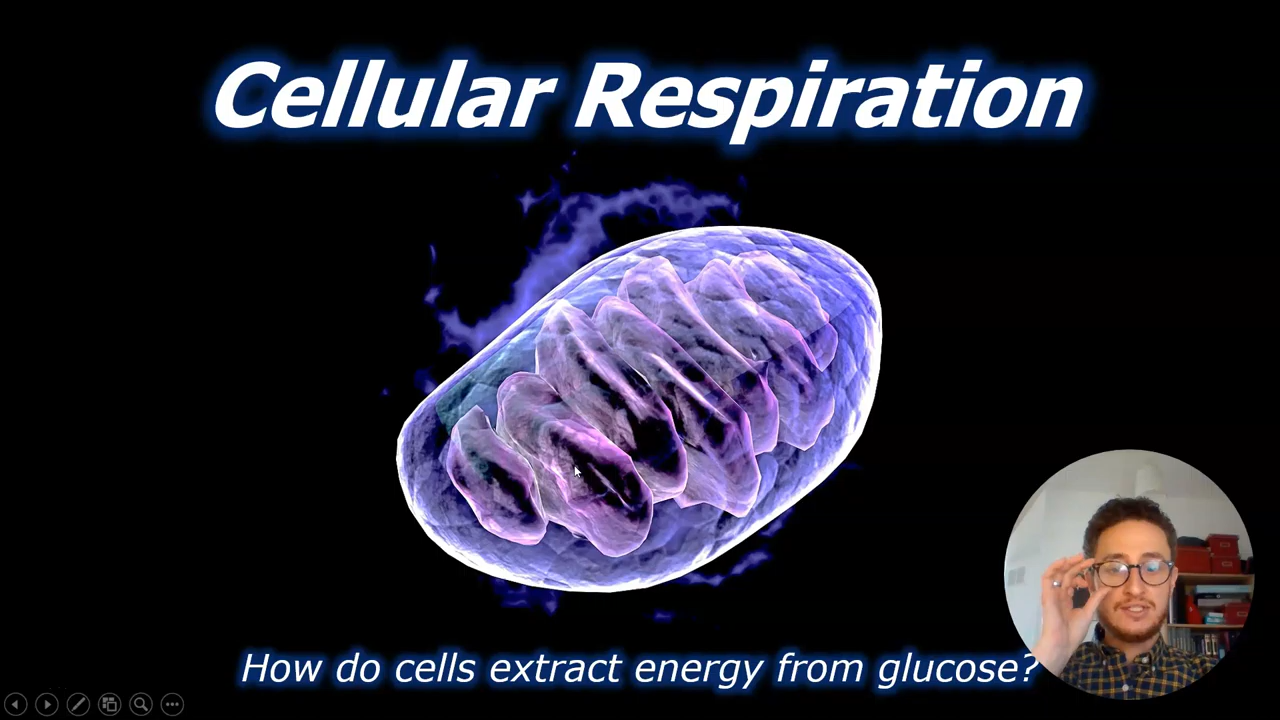 Cellular Respiration
How do cells extract energy from glucose?